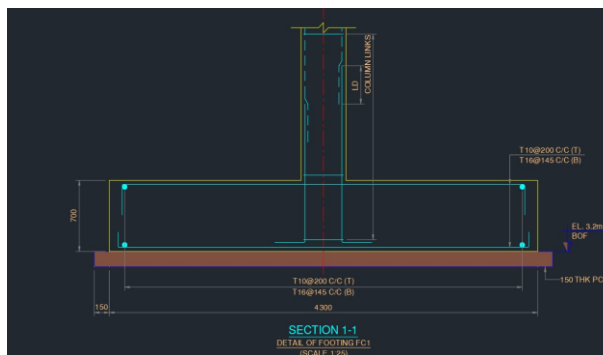 COLUMN LINKS
LD
T10@200 C/C (T)
T16@145 C/C (B)
700
EL. 3.2m
BOF
150 THK PC
T10@200 C/C (T)
T16@145 C/C (B)
150
4300
SECTION 1-1
DETAIL OF FOOTING FC1
(SCALE 1:25)